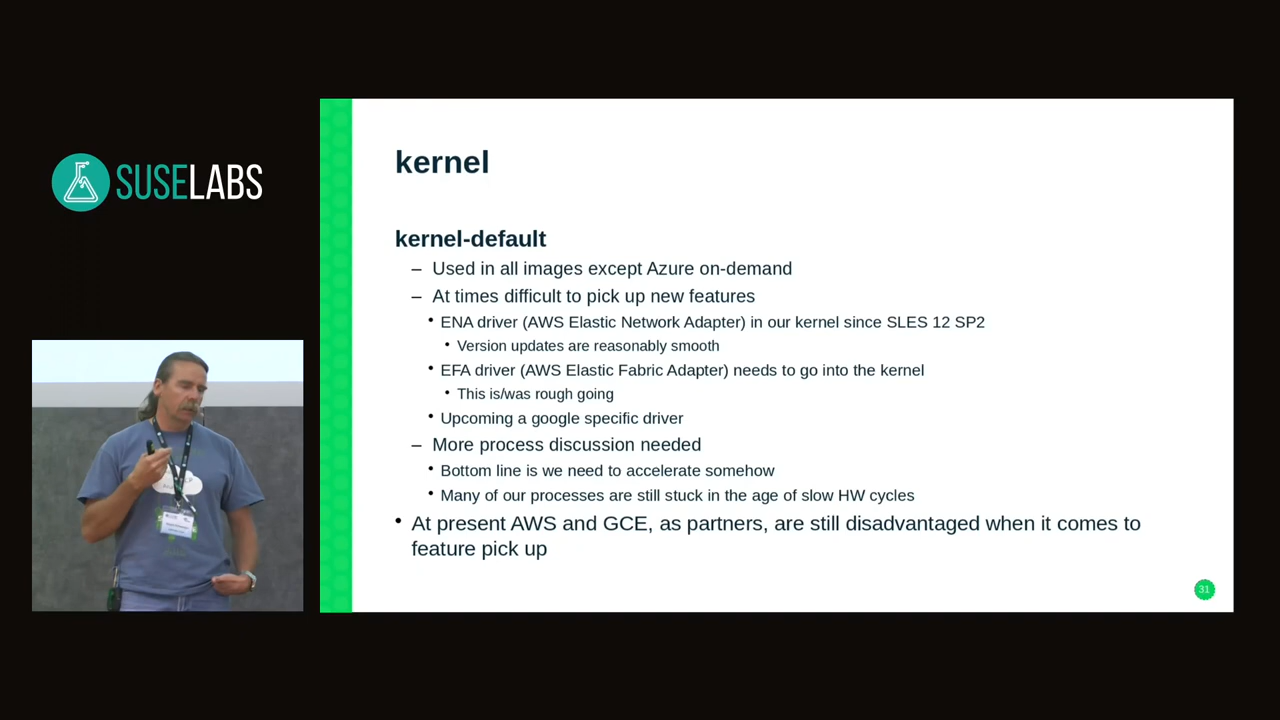 SUSELABS
kernel
kernel-default
– Used in all images except Azure on-demand
– At times difficult to pick up new features
• ENA driver (AWS Elastic Network Adapter) in our kernel since SLES 12 SP2
• Version updates are reasonably smooth
• EFA driver (AWS Elastic Fabric Adapter) needs to go into the kernel
• This is/was rough going
• Upcoming a google specific driver
– More process discussion needed
• Bottom line is we need to accelerate somehow
• Many of our processes are still stuck in the age of slow HW cycles
• At present AWS and GCE, as partners, are still disadvantaged when it comes to
feature pick up
31